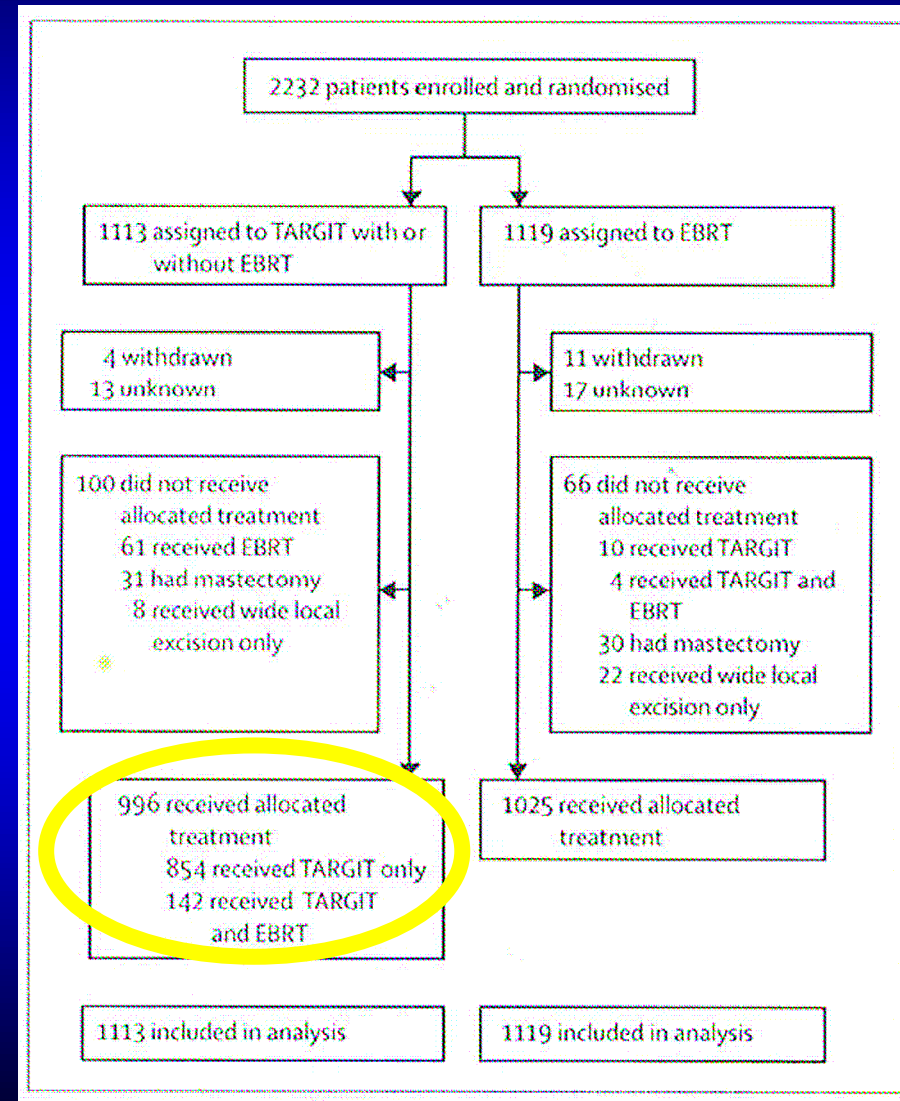 2232 patients enrolled and randomised
1113 assigned to TARGIT with or
without EBRT
1119 assigned to EBRT
4 withdrawn
13 unknown
11 withdrawn
17 unknown
100 did not receive
allocated treatment
61 received EBRT
31 had mastectomy
8 received wide local
excision only
66 did not receive
allocated treatment
10 received TARGIT
4 received TARGIT and
EBRT
30 had mastectomy
22 received wide local
excision only
996 received allocated
treatment
854 received TARGIT only
142 received TARGIT
and EBRT
1025 received allocated
treatment
1113 included in analysis
1119 included in analysis